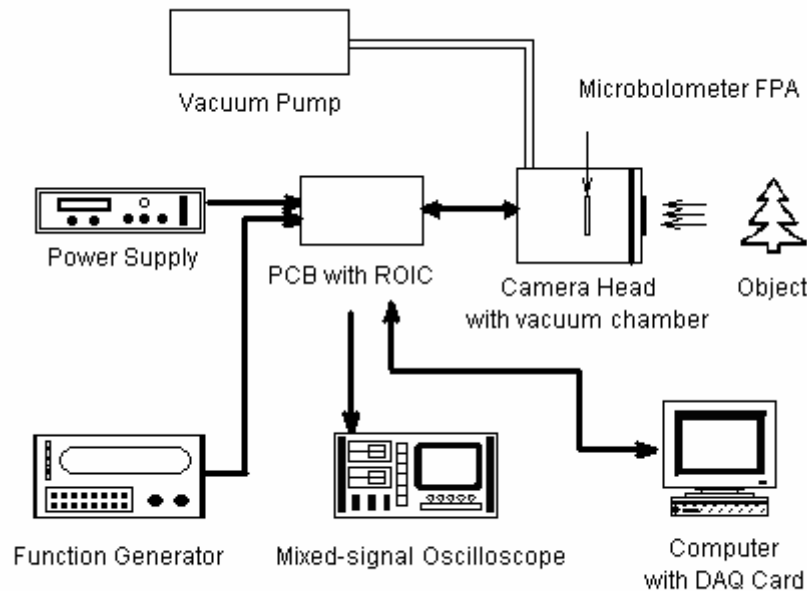 Vacuum Pump
Microbolometer FPA
Power Supply
PCB with ROIC
Camera Head
with vacuum chamber
Object
Function Generator
Mixed-signal Oscilloscope
Computer
with DAQ Card